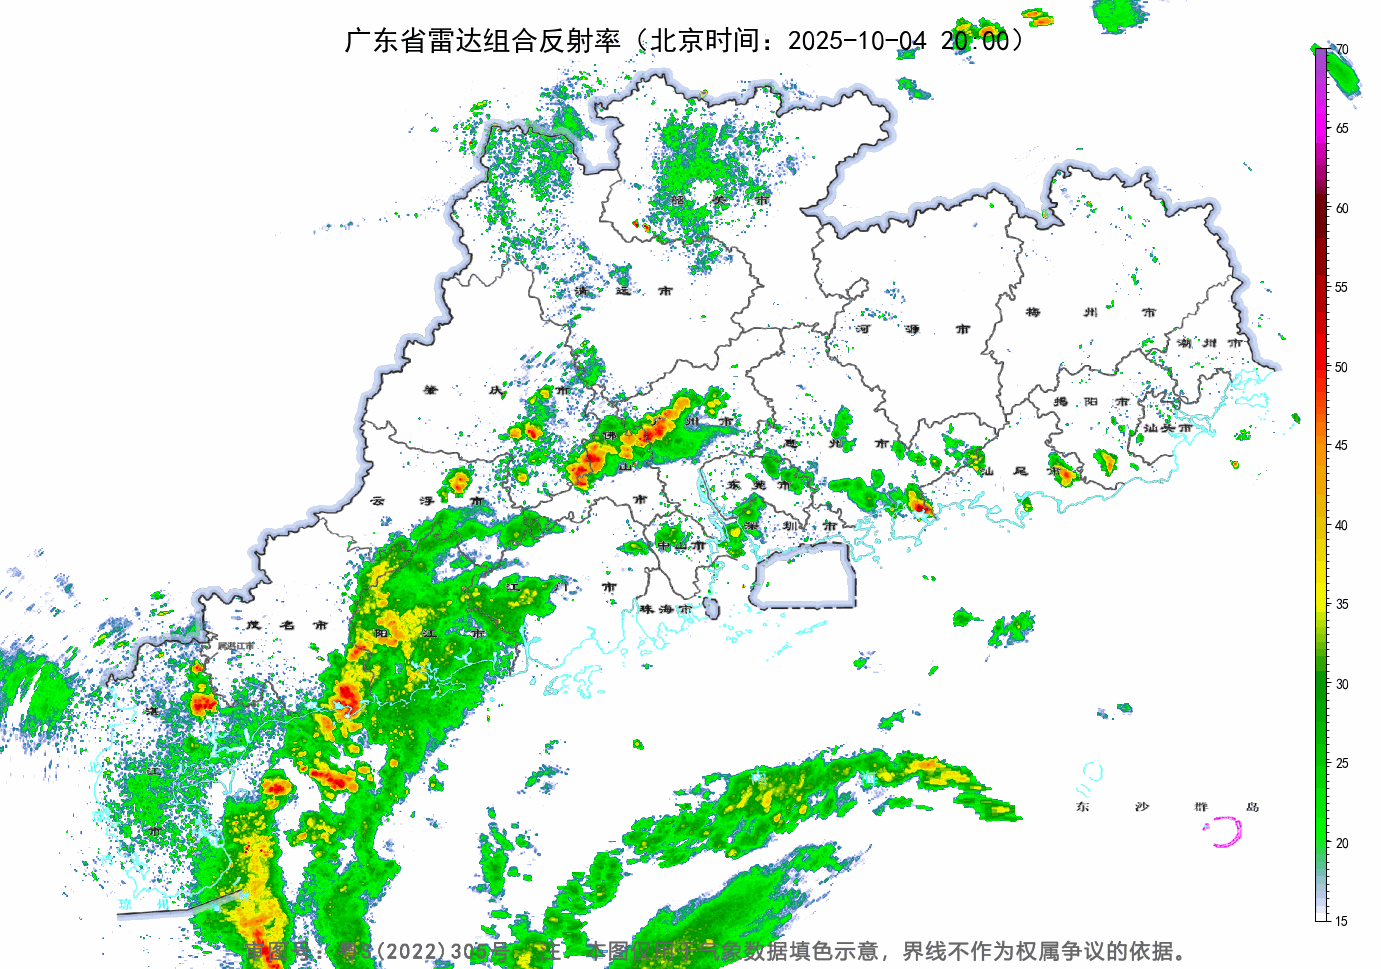 广东省雷达组合反射率（北京时间：2025-10-04 20:00）
70
65
60
55
50
45
40
35
30
25
20
15
韶关市
清远市
河源市
梅州市
潮州市
肇庆市
广州市
揭阳市
汕头市
佛山市
惠州市
汕尾市
云浮市
东莞市
深圳市
中山市
江门市
珠海市
茂名市
阳江市
属湛江市
湛江市
东沙群岛
琼州
审图号：粤S(2022)305号 注：本图仅用于气象数据填色示意，界线不作为权属争议的依据。